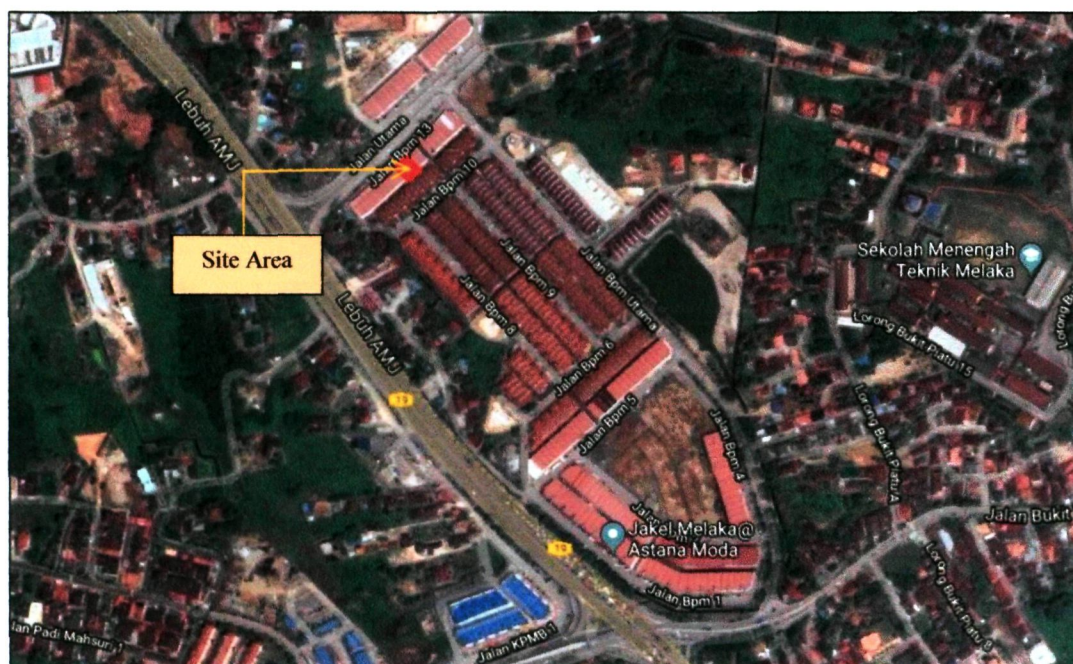 Lebuh AMJ
Jalan Utama
Jalan Bpm 13
Jalan Bpm 10
Site Area
Jalan Bpm 9
Jalan Bpm Utama
Jalan Bpm 8
Sekolah Menengah
Teknik Melaka
Lebuh AMJ
Lorong Bukit Piatu 15
Jalan Bpm 6
19
Jalan Bpm 5
Jalan Bpm 4
Jakel Melaka@
Astana Moda
19
Jalan Bukit
Jalan Bpm 1
Jalan KPMB 1
Lorong Bukit Piatu 8
Padi Mahsuri 1